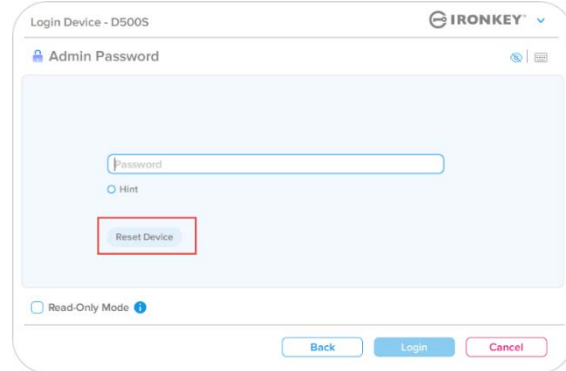 Login Device - D500S
IRONKEY
Admin Password
Password
Hint
Reset Device
Read-Only Mode
Back Login Cancel